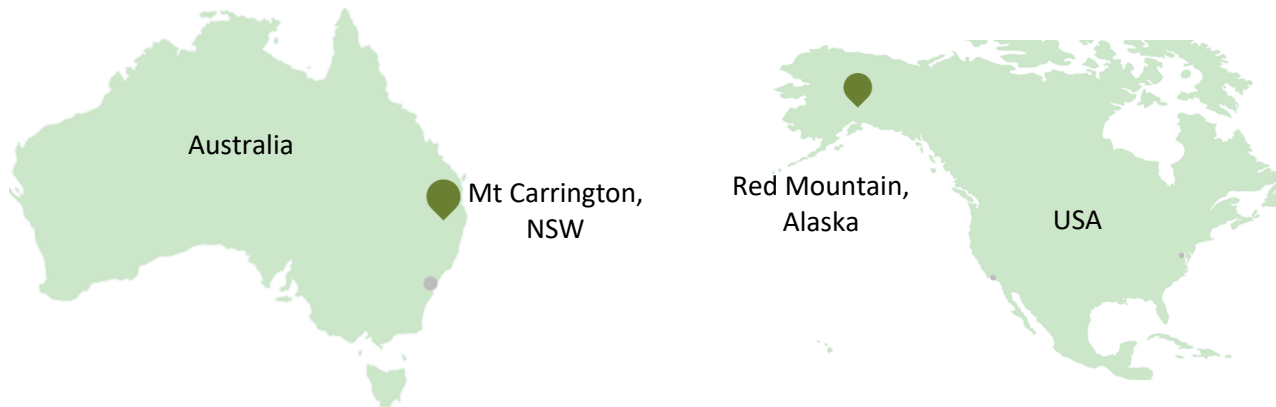 Australia
Mt Carrington,
NSW
Red Mountain,
Alaska
USA